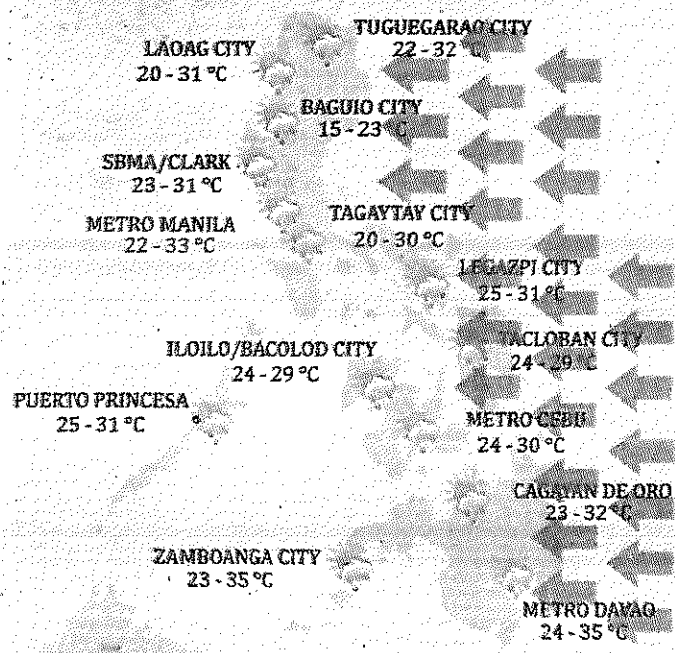 TUGUEGARAO CITY
22 - 32 °C
LAOAG CITY
20 - 31 °C
BAGUIO CITY
15 - 23 °C
SBMA/CLARK
23 - 31 °C
METRO MANILA
22 - 33 °C
TAGAYTAY CITY
20 - 30 °C
LEGAZPI CITY
25 - 31 °C
ILOILO/BACOLOD CITY
24 - 29 °C
TACLOBAN CITY
24 - 29 °C
PUERTO PRINCESA
25 - 31 °C
METRO CEBU
24 - 30 °C
CAGAYAN DE ORO
23 - 32 °C
ZAMBOANGA CITY
23 - 35 °C
METRO DAVAO
24 - 35 °C